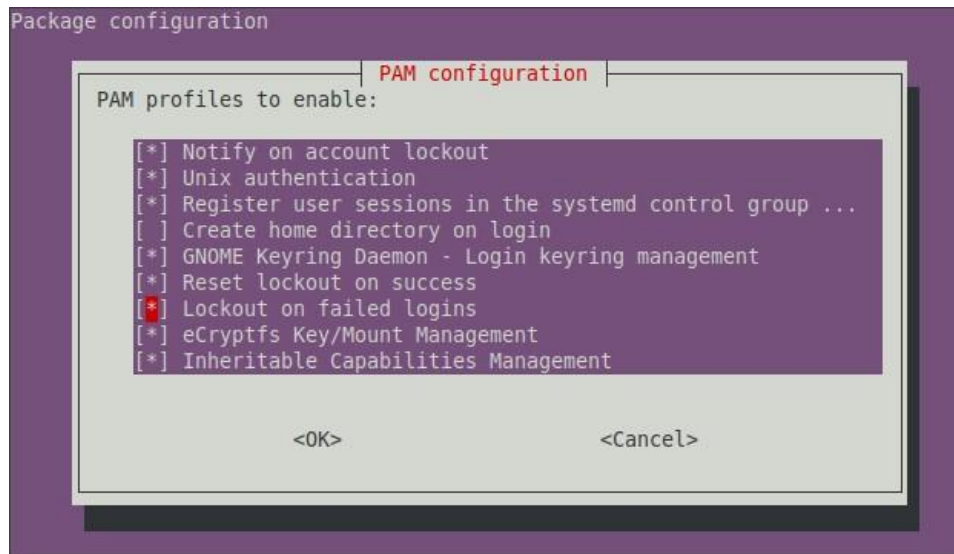 Package configuration
PAM configuration
PAM profiles to enable:
[*] Notify on account lockout
[*] Unix authentication
[*] Register user sessions in the systemd control group ...
[ ] Create home directory on login
[*] GNOME Keyring Daemon - Login keyring management
[*] Reset lockout on success
[*] Lockout on failed logins
[*] eCryptfs Key/Mount Management
[*] Inheritable Capabilities Management
<OK> <Cancel>